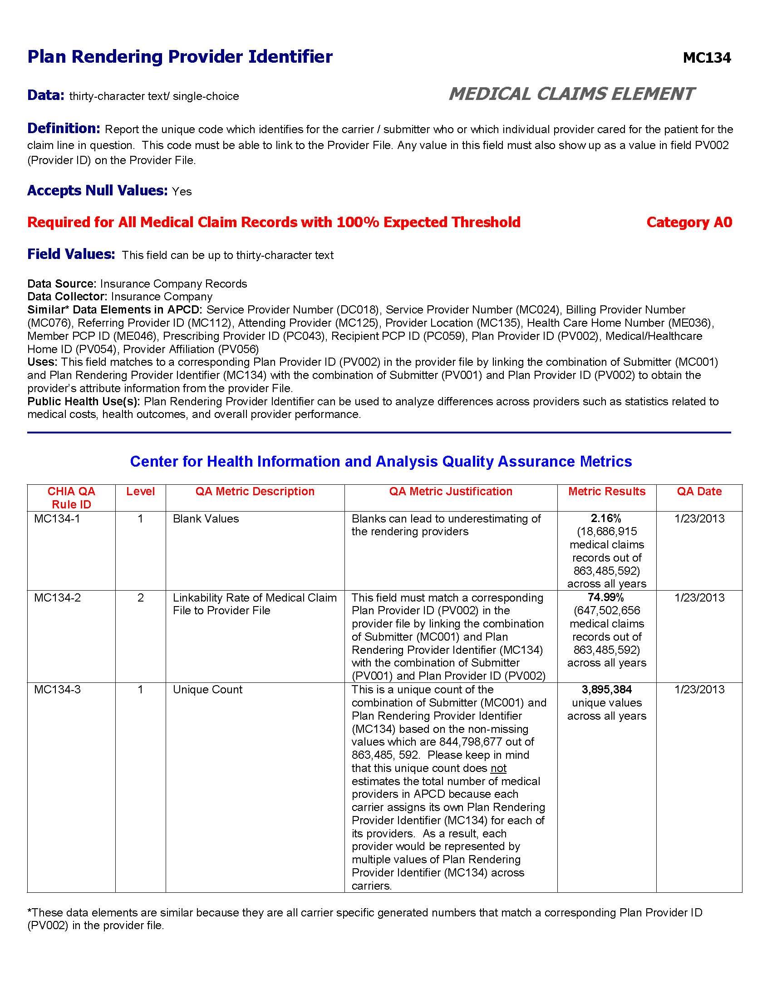 Plan Rendering Provider Identifier MC134
Data: thirty-character text/ single-choice MEDICAL CLAIMS ELEMENT
Definition: Report the unique code which identifies for the carrier / submitter who or which individual provider cared for the patient for the
claim line in question.  This code must be able to link to the Provider File. Any value in this field must also show up as a value in field PV002
(Provider ID) on the Provider File.
Accepts Null Values: Yes
Required for All Medical Claim Records with 100% Expected Threshold Category A0
Field Values: This field can be up to thirty-character text
Data Source: Insurance Company Records
Data Collector: Insurance Company
Similar* Data Elements in APCD: Service Provider Number (DC018), Service Provider Number (MC024), Billing Provider Number
(MC076), Referring Provider ID (MC112), Attending Provider (MC125), Provider Location (MC135), Health Care Home Number (ME036),
Member PCP ID (ME046), Prescribing Provider ID (PC043), Recipient PCP ID (PC059), Plan Provider ID (PV002), Medical/Healthcare
Home ID (PV054), Provider Affiliation (PV056)
Uses: This field matches to a corresponding Plan Provider ID (PV002) in the provider file by linking the combination of Submitter (MC001)
and Plan Rendering Provider Identifier (MC134) with the combination of Submitter (PV001) and Plan Provider ID (PV002) to obtain the
provider's attribute information from the provider File.
Public Health Use(s): Plan Rendering Provider Identifier can be used to analyze differences across providers such as statistics related to
medical costs, health outcomes, and overall provider performance.
Center for Health Information and Analysis Quality Assurance Metrics
CHIA QA
Rule ID
Level
QA Metric Description
QA Metric Justification
Metric Results
QA Date
MC134-1
1
Blank Values
Blanks can lead to underestimating of
the rendering providers
2.16%
(18,686,915
medical claims
records out of
863,485,592)
across all years
1/23/2013
MC134-2
2
Linkability Rate of Medical Claim
File to Provider File
This field must match a corresponding
Plan Provider ID (PV002) in the
provider file by linking the combination
of Submitter (MC001) and Plan
Rendering Provider Identifier (MC134)
with the combination of Submitter
(PV001) and Plan Provider ID (PV002)
74.99%
(647,502,656
medical claims
records out of
863,485,592)
across all years
1/23/2013
MC134-3
1
Unique Count
This is a unique count of the
combination of Submitter (MC001) and
Plan Rendering Provider Identifier
(MC134) based on the non-missing
values which are 844,798,677 out of
863,485, 592.  Please keep in mind
that this unique count does not
estimates the total number of medical
providers in APCD because each
carrier assigns its own Plan Rendering
Provider Identifier (MC134) for each of
its providers.  As a result, each
provider would be represented by
multiple values of Plan Rendering
Provider Identifier (MC134) across
carriers.
3,895,384
unique values
across all years
1/23/2013
*These data elements are similar because they are all carrier specific generated numbers that match a corresponding Plan Provider ID
(PV002) in the provider file.